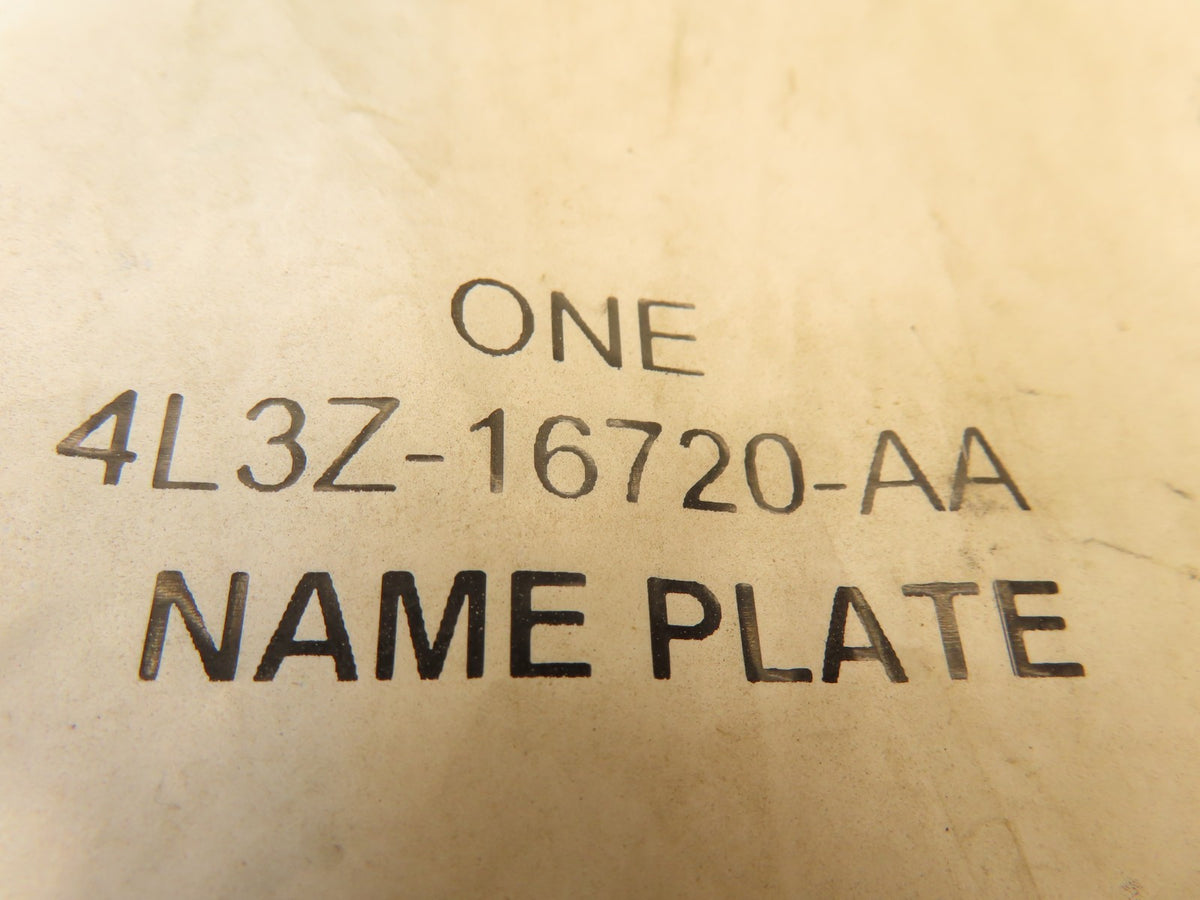 ONE
4L3Z-16720-AA
NAME PLATE